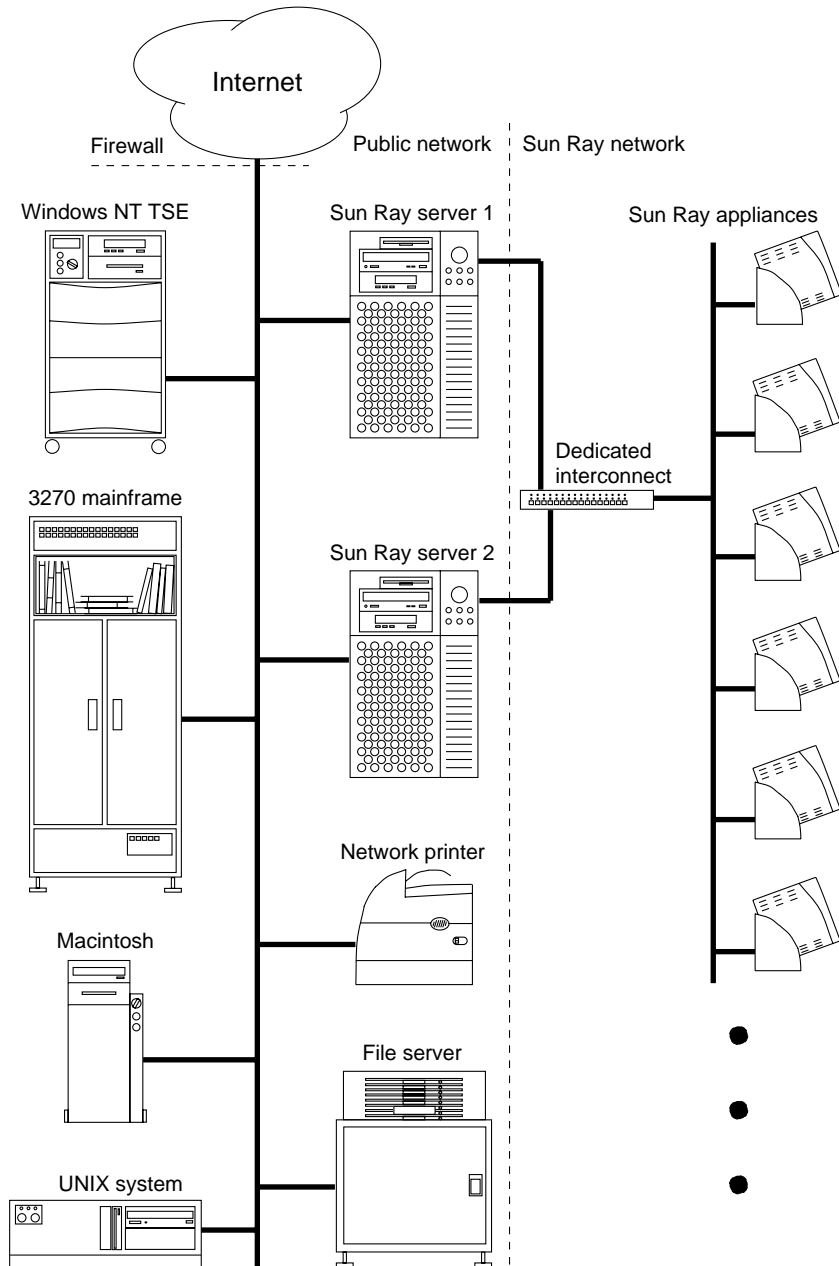 Internet
Firewall
Public network
Sun Ray network
Windows NT TSE
Sun Ray server 1
Sun Ray appliances
Dedicated
interconnect
3270 mainframe
Sun Ray server 2
Network printer
Macintosh
File server
UNIX system